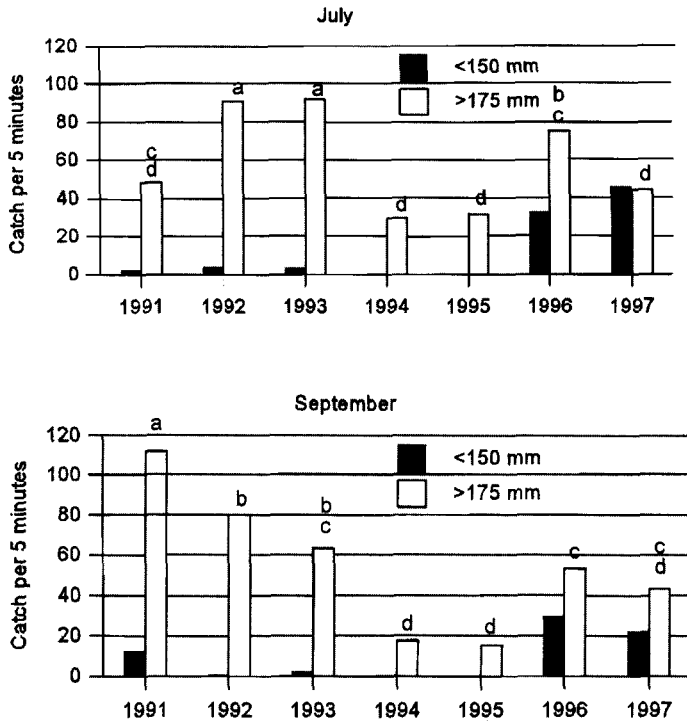 July
Catch per 5 minutes
120
100
80
60
40
20
0
<150 mm
>175 mm
c
d
a
a
d
d
b
c
d
1991 1992 1993 1994 1995 1996 1997
September
Catch per 5 minutes
120
100
80
60
40
20
0
<150 mm
>175 mm
a
b
b
c
d
d
c
c
d
1991 1992 1993 1994 1995 1996 1997